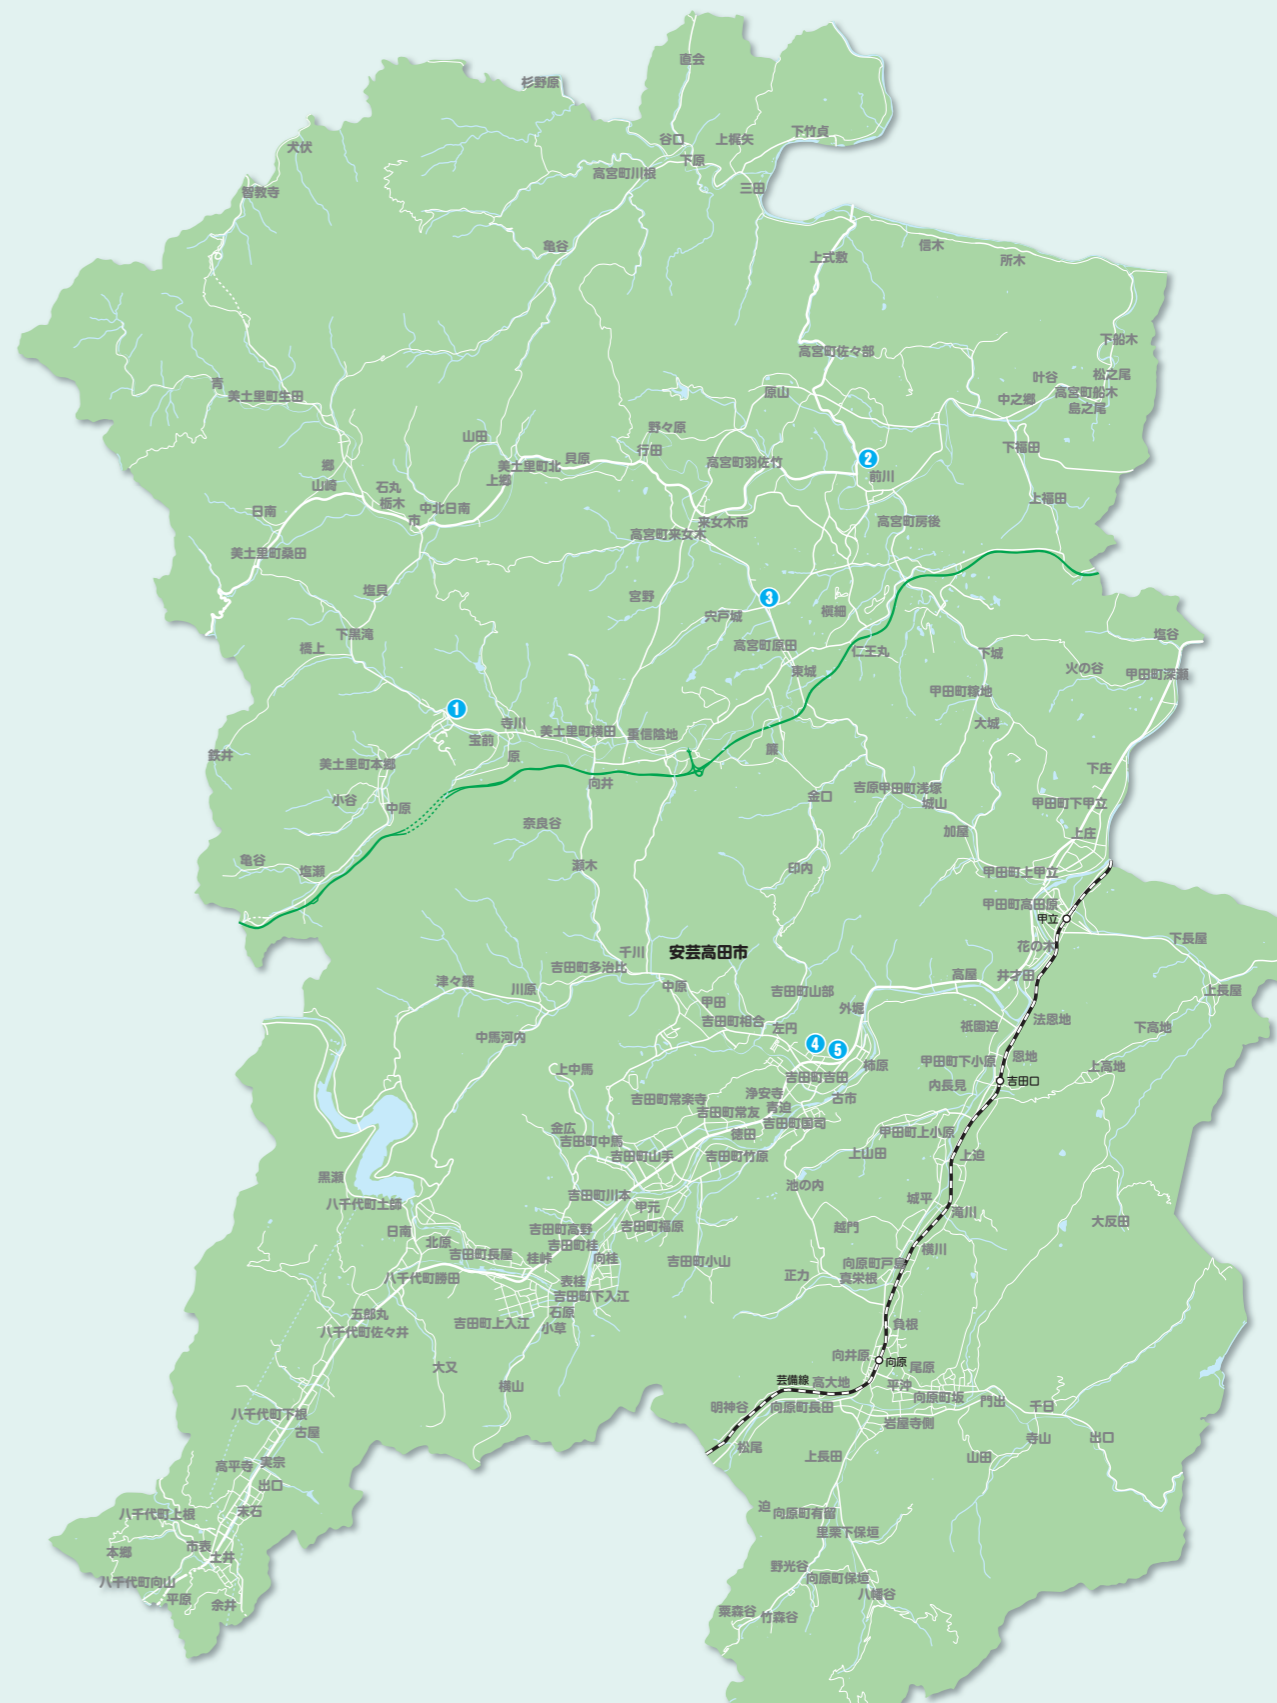 直会
杉野原
谷口
上梶矢
下竹貞
犬伏
下原
高宮町川根
智教寺
三田
亀谷
信木
上式敷
所木
下船木
高宮町佐々部
叶谷
松之尾
青
美土里町生田
原山
中之郷
高宮町船木
島之尾
野々原
山田
行田
下福田
郷
美土里町北
貝原
高宮町羽佐竹
2
前川
上郷
山崎
石丸
栃木
上福田
日南
市
中北日南
来女木市
高宮町房後
高宮町来女木
美土里町桑田
塩貝
宮野
3
宍戸城
槇細
下黒滝
塩谷
橋上
高宮町原田
仁王丸
下城
火の谷
東城
甲田町深瀬
甲田町糘地
1
寺川
大城
美土里町横田
重信陰地
宝前
鉄井
原
簾
美土里町本郷
下庄
向井
吉原
甲田町浅塚
金口
小谷
中原
城山
甲田町下甲立
奈良谷
加屋
上庄
亀谷
塩瀬
瀬木
印内
甲田町上甲立
甲田町高田原
甲立
下長屋
花の木
千川
安芸高田市
吉田町多治比
高屋
井才田
津々羅
川原
中原
吉田町山部
上長屋
甲田
外堀
吉田町相合
左円
祇園迫
法恩地
下高地
中馬河内
4
5
恩地
上中馬
柿原
甲田町下小原
上高地
吉田町吉田
吉田口
内長見
吉田町常楽寺
浄安寺
古市
吉田町常友
青迫
金広
吉田町国司
徳田
甲田町上小原
吉田町中馬
吉田町山手
吉田町竹原
上山田
上迫
黒瀬
池の内
吉田町川本
八千代町土師
甲元
城平
滝川
大反田
日南
吉田町高野
吉田町福原
越門
北原
吉田町桂
横川
吉田町長屋
桂峠
向桂
吉田町小山
向原町戸島
八千代町勝田
表桂
正力
真栄根
吉田町下入江
五郎丸
石原
吉田町上入江
小草
負根
八千代町佐々井
向井原
向原
大又
尾原
芸備線
高大地
横山
平沖
向原町坂
門出
明神谷
向原町長田
千日
八千代町下根
岩屋寺側
古屋
寺山
出口
松尾
上長田
山田
高平寺
実宗
出口
迫
向原町有留
八千代町上根
末石
里栗下保垣
市表
本郷
土井
野光谷
向原町保垣
八千代町向山
平原
八幡谷
余井
粟森谷
竹森谷